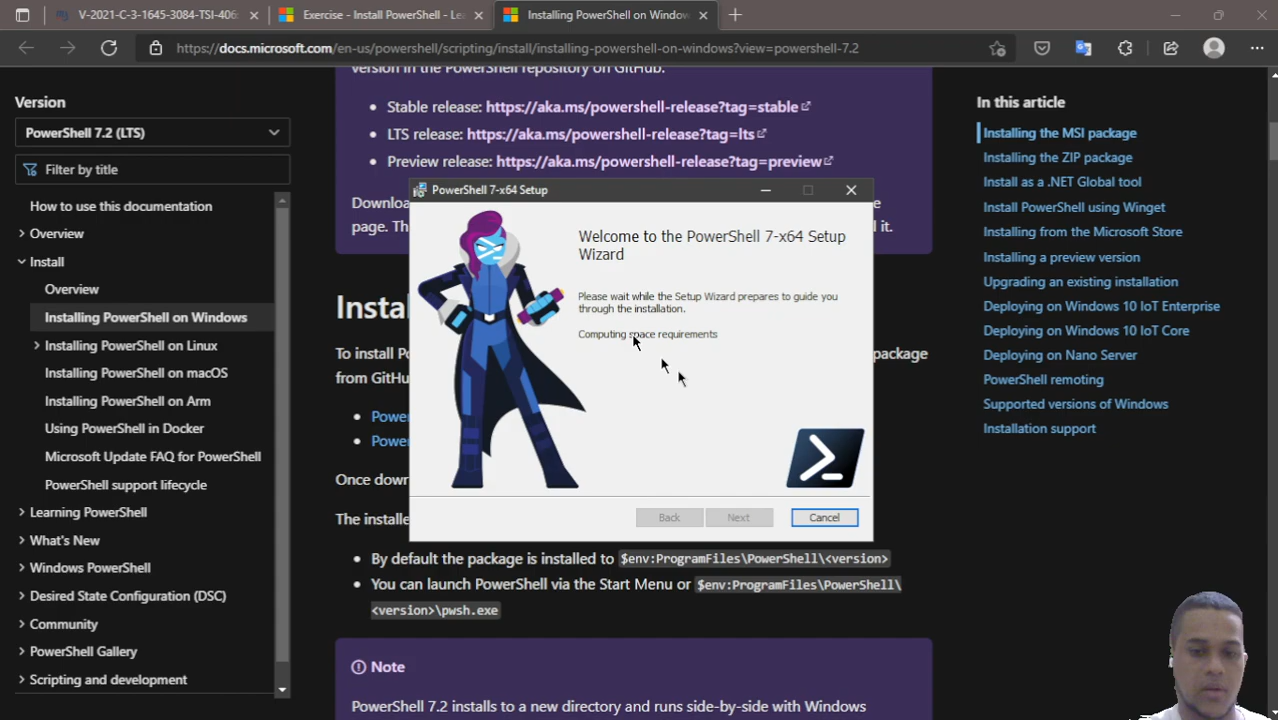 V-2021-C-3-1645-3084-TSI-406
Exercise - Install PowerShell - Lea
Installing PowerShell on Window
https://docs.microsoft.com/en-us/powershell/scripting/install/installing-powershell-on-windows?view=powershell-7.2
Version
PowerShell 7.2 (LTS)
Filter by title
How to use this documentation
Overview
Install
Overview
Installing PowerShell on Windows
Installing PowerShell on Linux
Installing PowerShell on macOS
Installing PowerShell on Arm
Using PowerShell in Docker
Microsoft Update FAQ for PowerShell
PowerShell support lifecycle
Learning PowerShell
What's New
Windows PowerShell
Desired State Configuration (DSC)
Community
PowerShell Gallery
Scripting and development
version in the PowerShell repository on GitHub.
Stable release: https://aka.ms/powershell-release?tag=stable
LTS release: https://aka.ms/powershell-release?tag=lts
Preview release: https://aka.ms/powershell-release?tag=preview
Downloa
e
page. Th
l it.
Insta
To install Po
package
from GitHu
Power
Power
Once down
The installe
By default the package is installed to $env:ProgramFiles\PowerShell\<version>
You can launch PowerShell via the Start Menu or $env:ProgramFiles\PowerShell\
<version>\pwsh.exe
Note
PowerShell 7.2 installs to a new directory and runs side-by-side with Windows
PowerShell 7-x64 Setup
Welcome to the PowerShell 7-x64 Setup
Wizard
Please wait while the Setup Wizard prepares to guide you
through the installation.
Computing space requirements
Back
Next
Cancel
In this article
Installing the MSI package
Installing the ZIP package
Install as a .NET Global tool
Install PowerShell using Winget
Installing from the Microsoft Store
Installing a preview version
Upgrading an existing installation
Deploying on Windows 10 IoT Enterprise
Deploying on Windows 10 IoT Core
Deploying on Nano Server
PowerShell remoting
Supported versions of Windows
Installation support